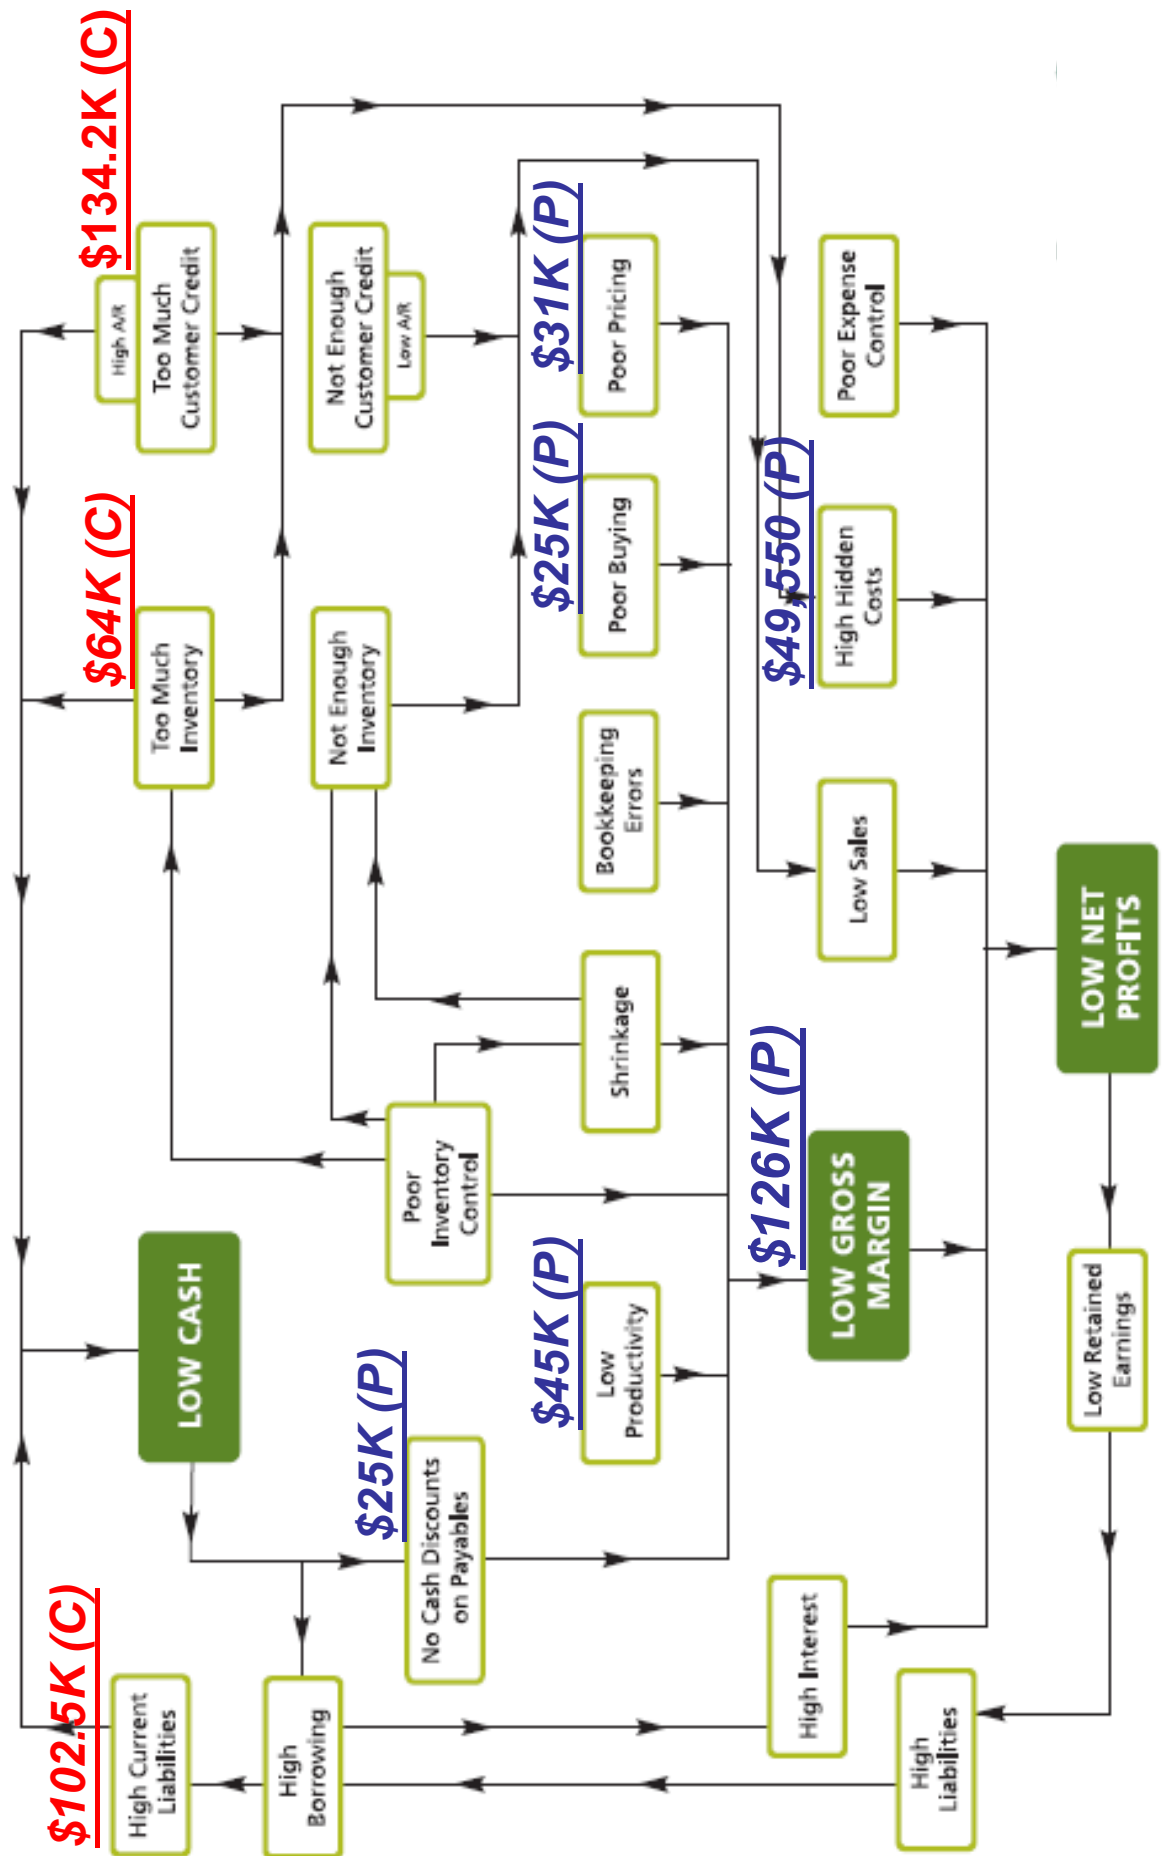 $102.5K (C)
$64K (C)
$134.2K (C)
High A/R
High Current
Liabilities
LOW CASH
Too Much
Inventory
Too Much
Customer Credit
High
Borrowing
Not Enough
Inventory
Not Enough
Customer Credit
Low A/R
$25K (P)
No Cash Discounts
on Payables
Poor
Inventory
Control
$45K (P)
$25K (P)
$31K (P)
Low
Productivity
Shrinkage
Bookkeeping
Errors
Poor Buying
Poor Pricing
$126K (P)
$49,550 (P)
High Interest
LOW GROSS
MARGIN
Low Sales
High Hidden
Costs
Poor Expense
Control
High
Liabilities
Low Retained
Earnings
LOW NET
PROFITS